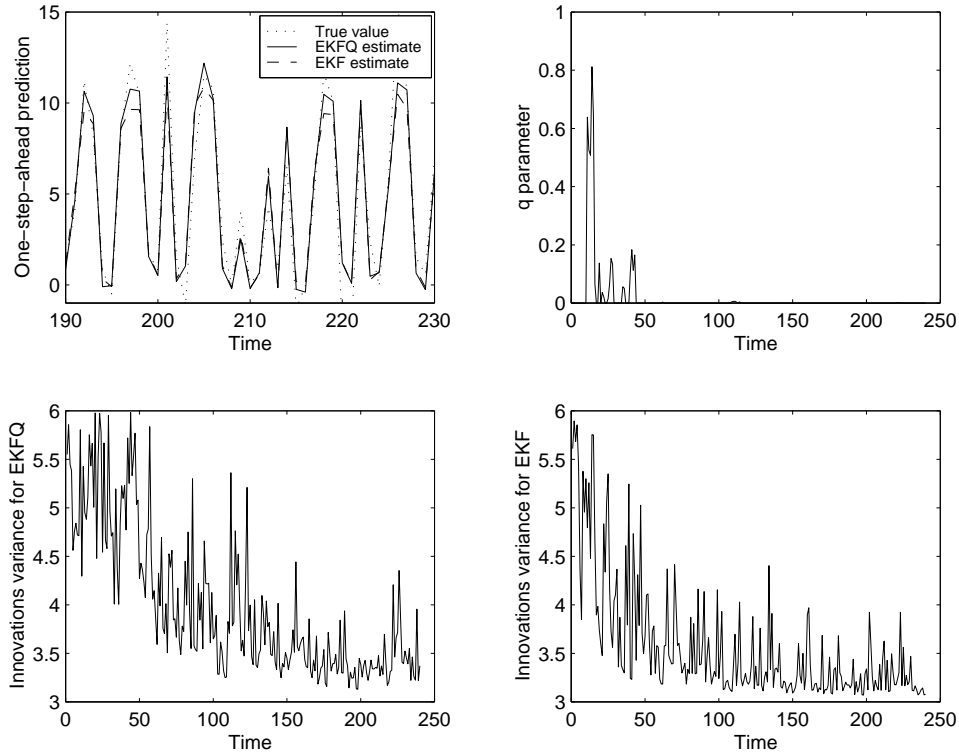 15
10
5
0
One−step−ahead prediction
True value
EKFQ estimate
EKF estimate
190 200 210 220 230
Time
1
0.8
0.6
0.4
0.2
0
q parameter
0 50 100 150 200 250
Time
6
5.5
5
4.5
4
3.5
3
Innovations variance for EKFQ
0 50 100 150 200 250
Time
6
5.5
5
4.5
4
3.5
3
Innovations variance for EKF
0 50 100 150 200 250
Time